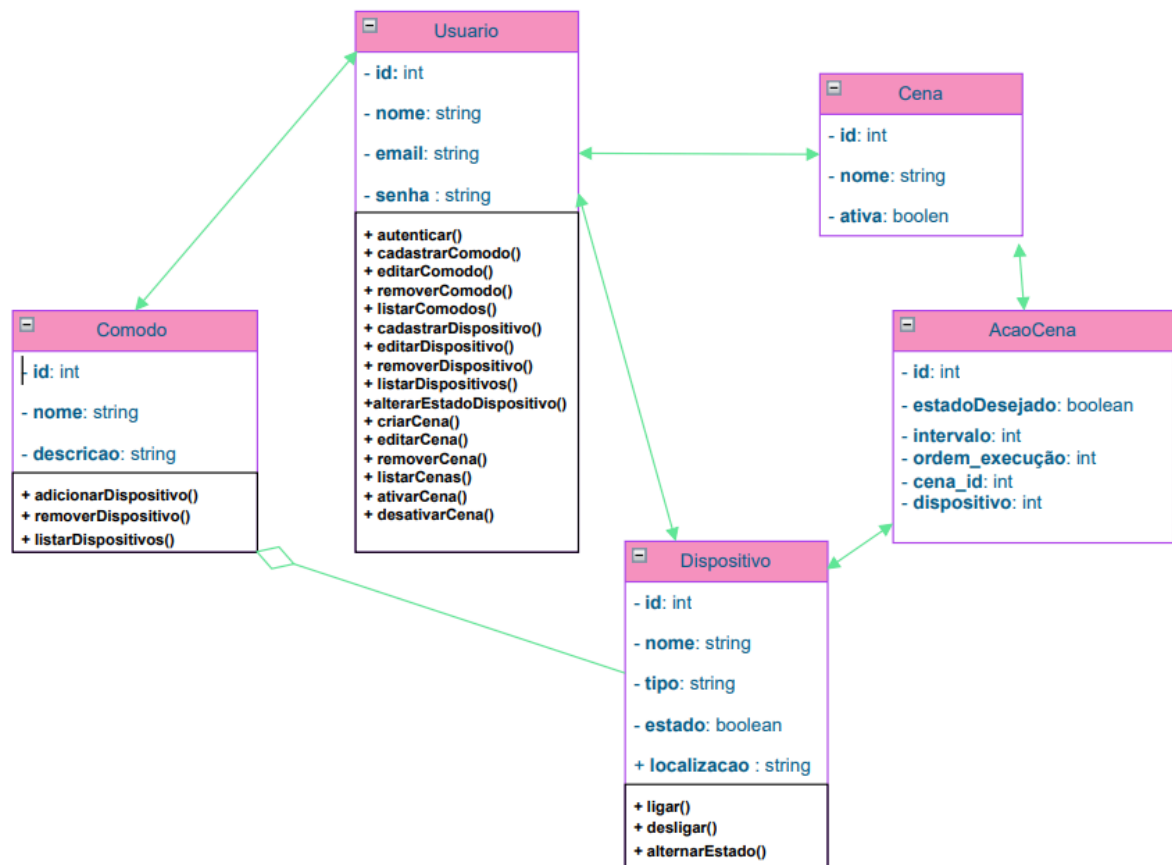 Usuario
- id: int
- nome: string
- email: string
- senha : string
+ autenticar()
+ cadastrarComodo()
+ editarComodo()
+ removerComodo()
+ listarComodos()
+ cadastrarDispositivo()
+ editarDispositivo()
+ removerDispositivo()
+ listarDispositivos()
+alterarEstadoDispositivo()
+ criarCena()
+ editarCena()
+ removerCena()
+ listarCenas()
+ ativarCena()
+ desativarCena()
Cena
- id: int
- nome: string
- ativa: boolen
Comodo
- id: int
- nome: string
- descricao: string
+ adicionarDispositivo()
+ removerDispositivo()
+ listarDispositivos()
AcaoCena
- id: int
- estadoDesejado: boolean
- intervalo: int
- ordem_execução: int
- cena_id: int
- dispositivo: int
Dispositivo
- id: int
- nome: string
- tipo: string
- estado: boolean
+ localizacao : string
+ ligar()
+ desligar()
+ alternarEstado()